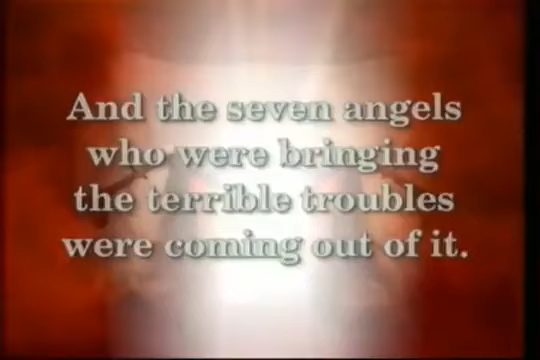 And the seven angels
who were bringing
the terrible troubles
were coming out of it.